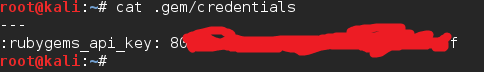 root@kali:~# cat .gem/credentials
---
:rubygems_api_key: 80 f
root@kali:~#